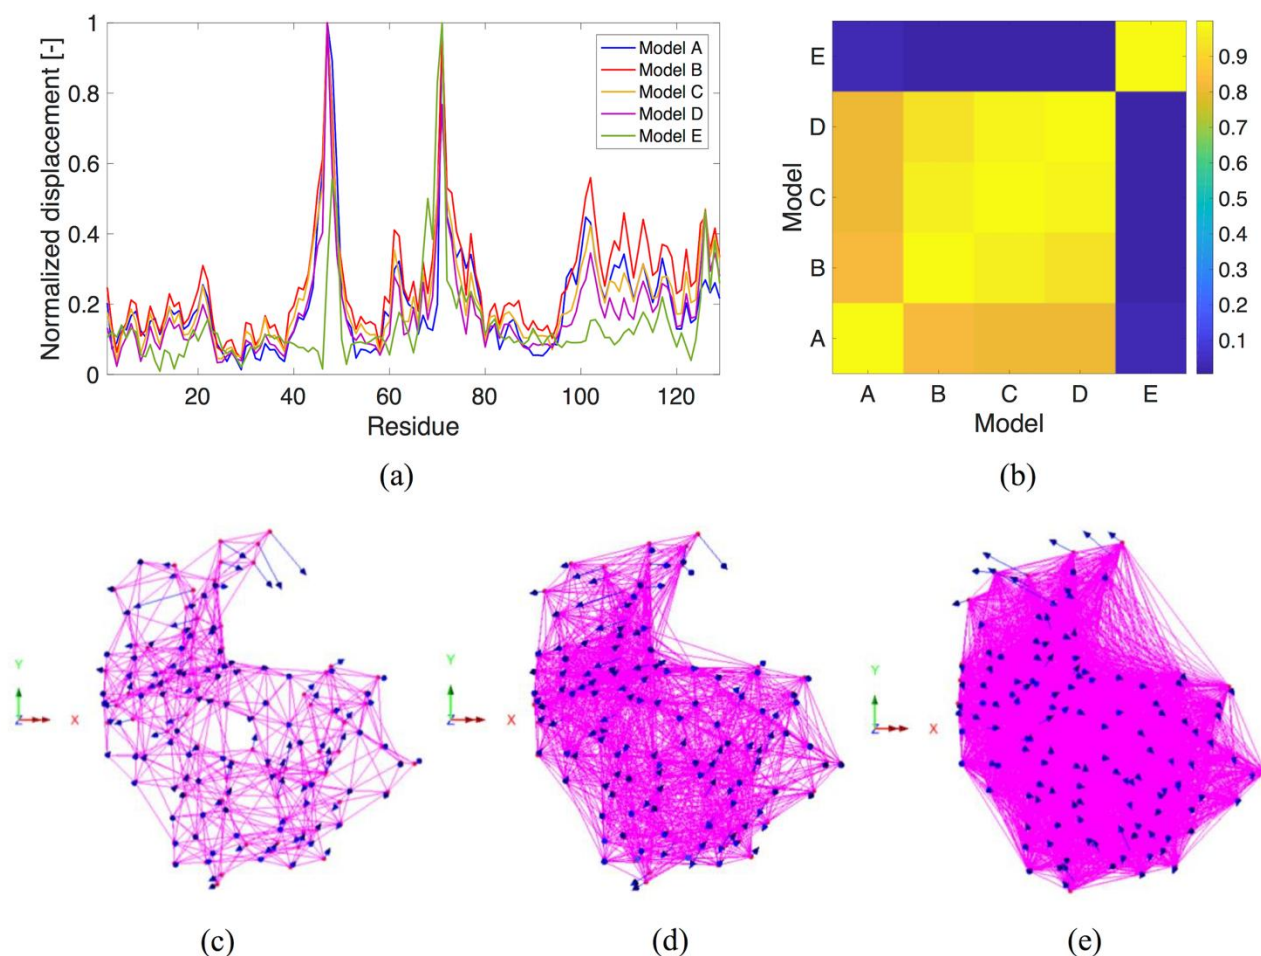 1
0.8
0.6
0.4
0.2
0
20
40
60
80
100
120
Normalized displacement [-]
Residue
Model A
Model B
Model C
Model D
Model E
(a)
E
D
C
B
A
Model
A B C D E
Model
0.9
0.8
0.7
0.6
0.5
0.4
0.3
0.2
0.1
(b)
Y
Z X
(c)
Y
Z X
(d)
Y
Z X
(e)